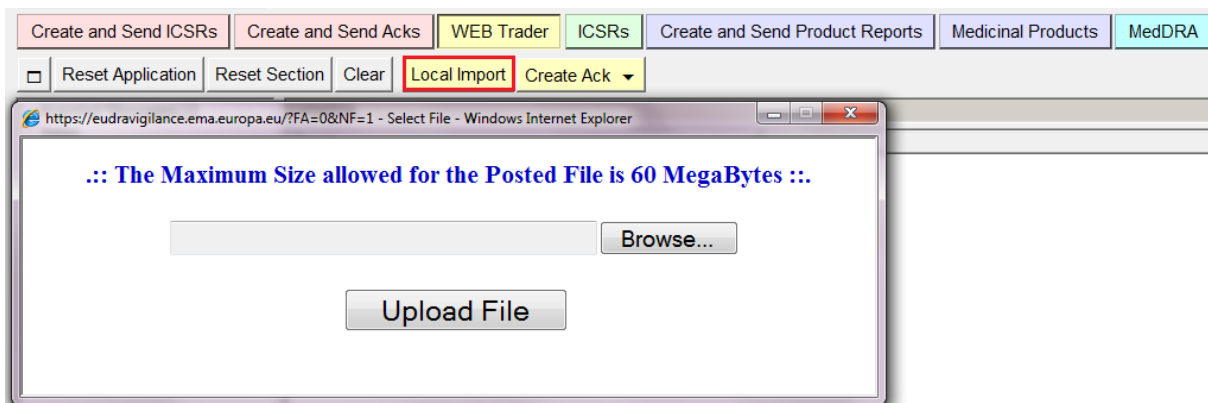 Create and Send ICSRs Create and Send Acks WEB Trader ICSRs Create and Send Product Reports Medicinal Products MedDRA
Reset Application Reset Section Clear Local Import Create Ack
https://eudravigilance.ema.europa.eu/?FA=0&NF=1 - Select File - Windows Internet Explorer
.:: The Maximum Size allowed for the Posted File is 60 MegaBytes ::.
Browse...
Upload File